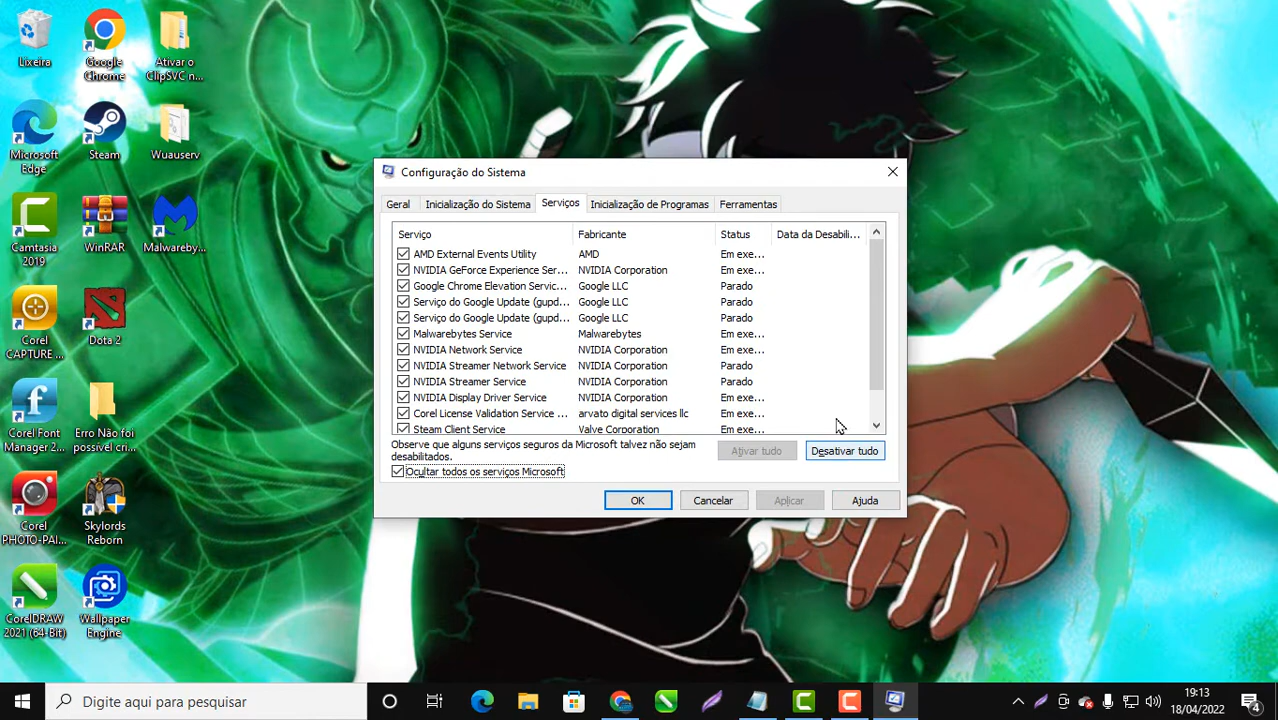 Lixeira
Google
Chrome
Ativar o
ClipSVC n...
Microsoft
Edge
Steam
Wuauserv
Camtasia
2019
WinRAR
Malwareby...
Corel
CAPTURE ...
Dota 2
Corel Font
Manager 2...
Erro Não foi
possível cri...
Corel
PHOTO-PAI...
Skylords
Reborn
CorelDRAW
2021 (64-Bit)
Wallpaper
Engine
Configuração do Sistema
Geral
Inicialização do Sistema
Serviços
Inicialização de Programas
Ferramentas
Serviço Fabricante Status Data da Desabili...
AMD External Events Utility AMD Em exe...
NVIDIA GeForce Experience Ser... NVIDIA Corporation Em exe...
Google Chrome Elevation Servic... Google LLC Parado
Serviço do Google Update (gupd... Google LLC Parado
Serviço do Google Update (gupd... Google LLC Parado
Malwarebytes Service Malwarebytes Em exe...
NVIDIA Network Service NVIDIA Corporation Em exe...
NVIDIA Streamer Network Service NVIDIA Corporation Parado
NVIDIA Streamer Service NVIDIA Corporation Parado
NVIDIA Display Driver Service NVIDIA Corporation Em exe...
Corel License Validation Service ... arvato digital services llc Em exe...
Steam Client Service Valve Corporation Em exe...
Observe que alguns serviços seguros da Microsoft talvez não sejam
desabilitados.
Ativar tudo
Desativar tudo
Ocultar todos os serviços Microsoft
OK
Cancelar
Aplicar
Ajuda
Digite aqui para pesquisar
19:13
18/04/2022
4